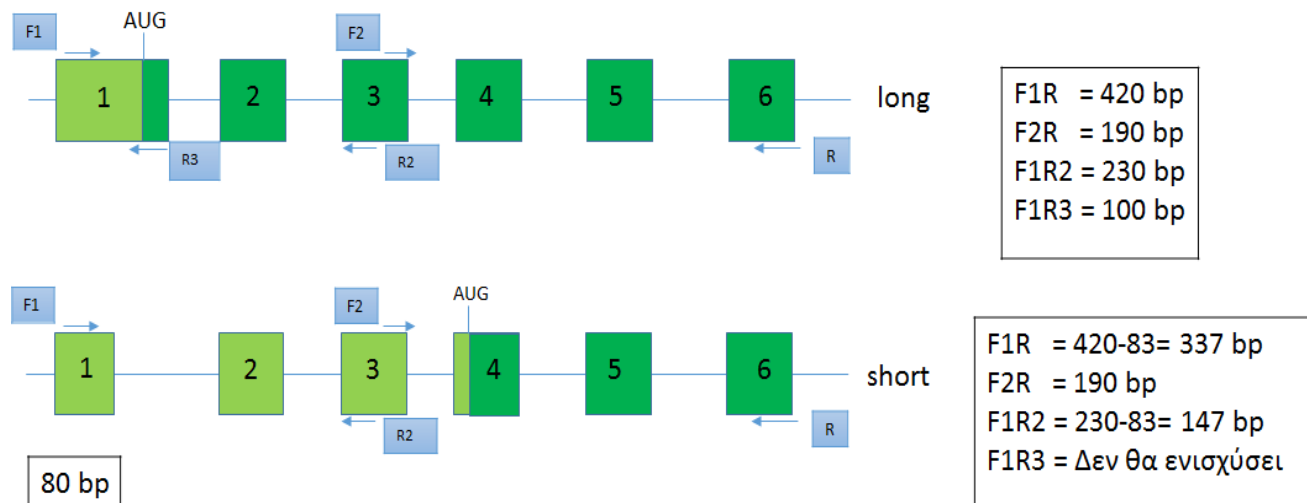 AUG
F1
F2
1
2
3
4
5
6
long
R3
R2
R
F1R = 420 bp
F2R = 190 bp
F1R2 = 230 bp
F1R3 = 100 bp
AUG
F1
F2
1
2
3
4
5
6
short
R2
R
80 bp
F1R = 420-83= 337 bp
F2R = 190 bp
F1R2 = 230-83= 147 bp
F1R3 = Δεν θα ενισχύσει